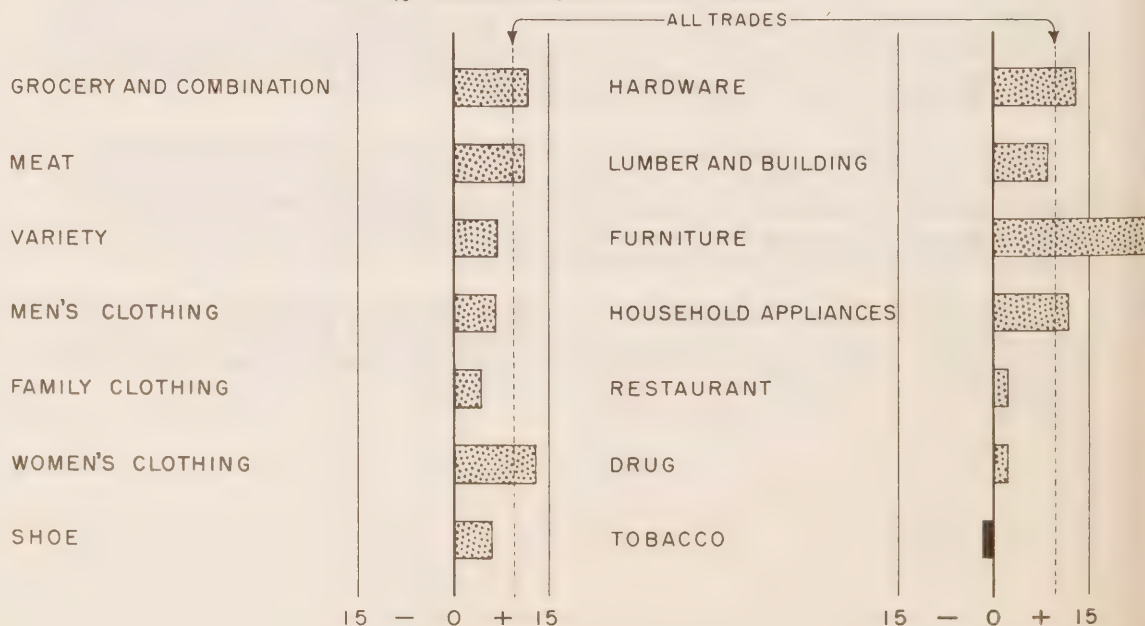 ALL TRADES
GROCERY AND COMBINATION
MEAT
VARIETY
MEN'S CLOTHING
FAMILY CLOTHING
WOMEN'S CLOTHING
SHOE
15 — 0 + 15
HARDWARE
LUMBER AND BUILDING
FURNITURE
HOUSEHOLD APPLIANCES
RESTAURANT
DRUG
TOBACCO
15 — 0 + 15